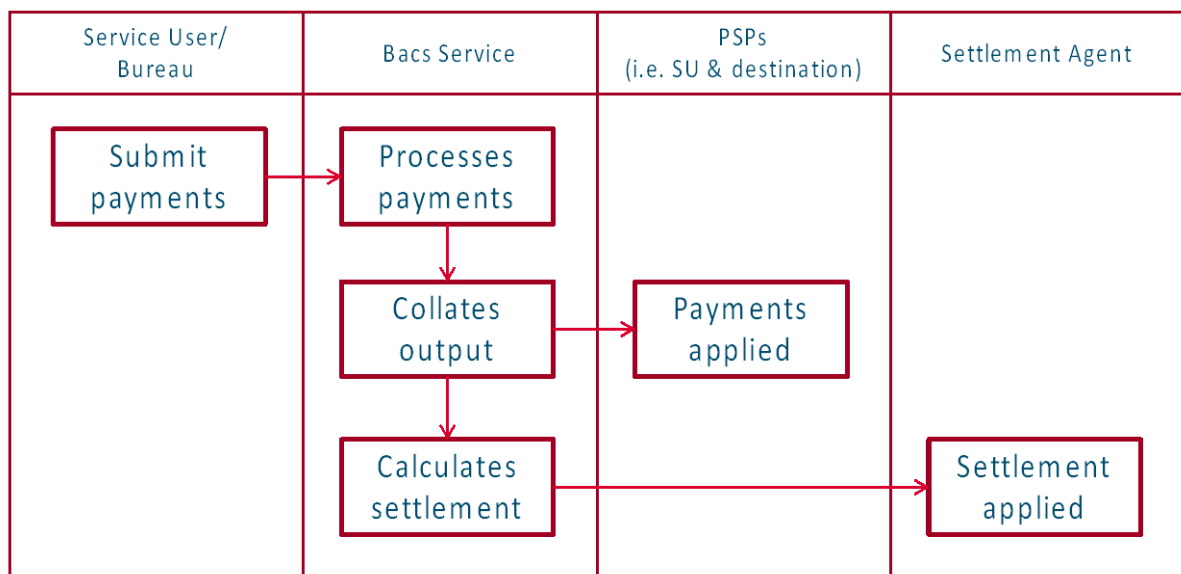 Service User/
Bureau
Bacs Service
PSPs
(i.e. SU & destination)
Settlement Agent
Submit
payments
Processes
payments
Collates
output
Payments
applied
Calculates
settlement
Settlement
applied